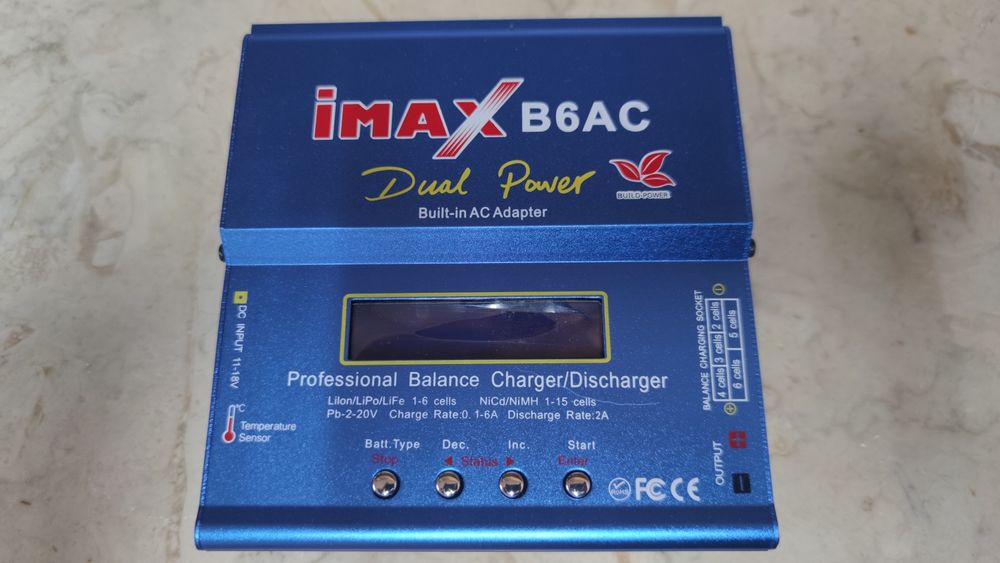 iMAX B6AC
Dual Power
BUILD-POWER
Built-in AC Adapter
DC INPUT 11-18V
BALANCE CHARGING SOCKET
2 cells
3 cells
4 cells
5 cells
6 cells
Professional Balance Charger/Discharger
LiIon/LiPo/LiFe 1-6 cells NiCd/NiMH 1-15 cells
Pb-2-20V Charge Rate:0.1-6A Discharge Rate:2A
°C
Temperature
Sensor
Batt.Type Dec. Inc. Start
Stop ◄ Status ► Enter
OUTPUT
RoHS FC CE